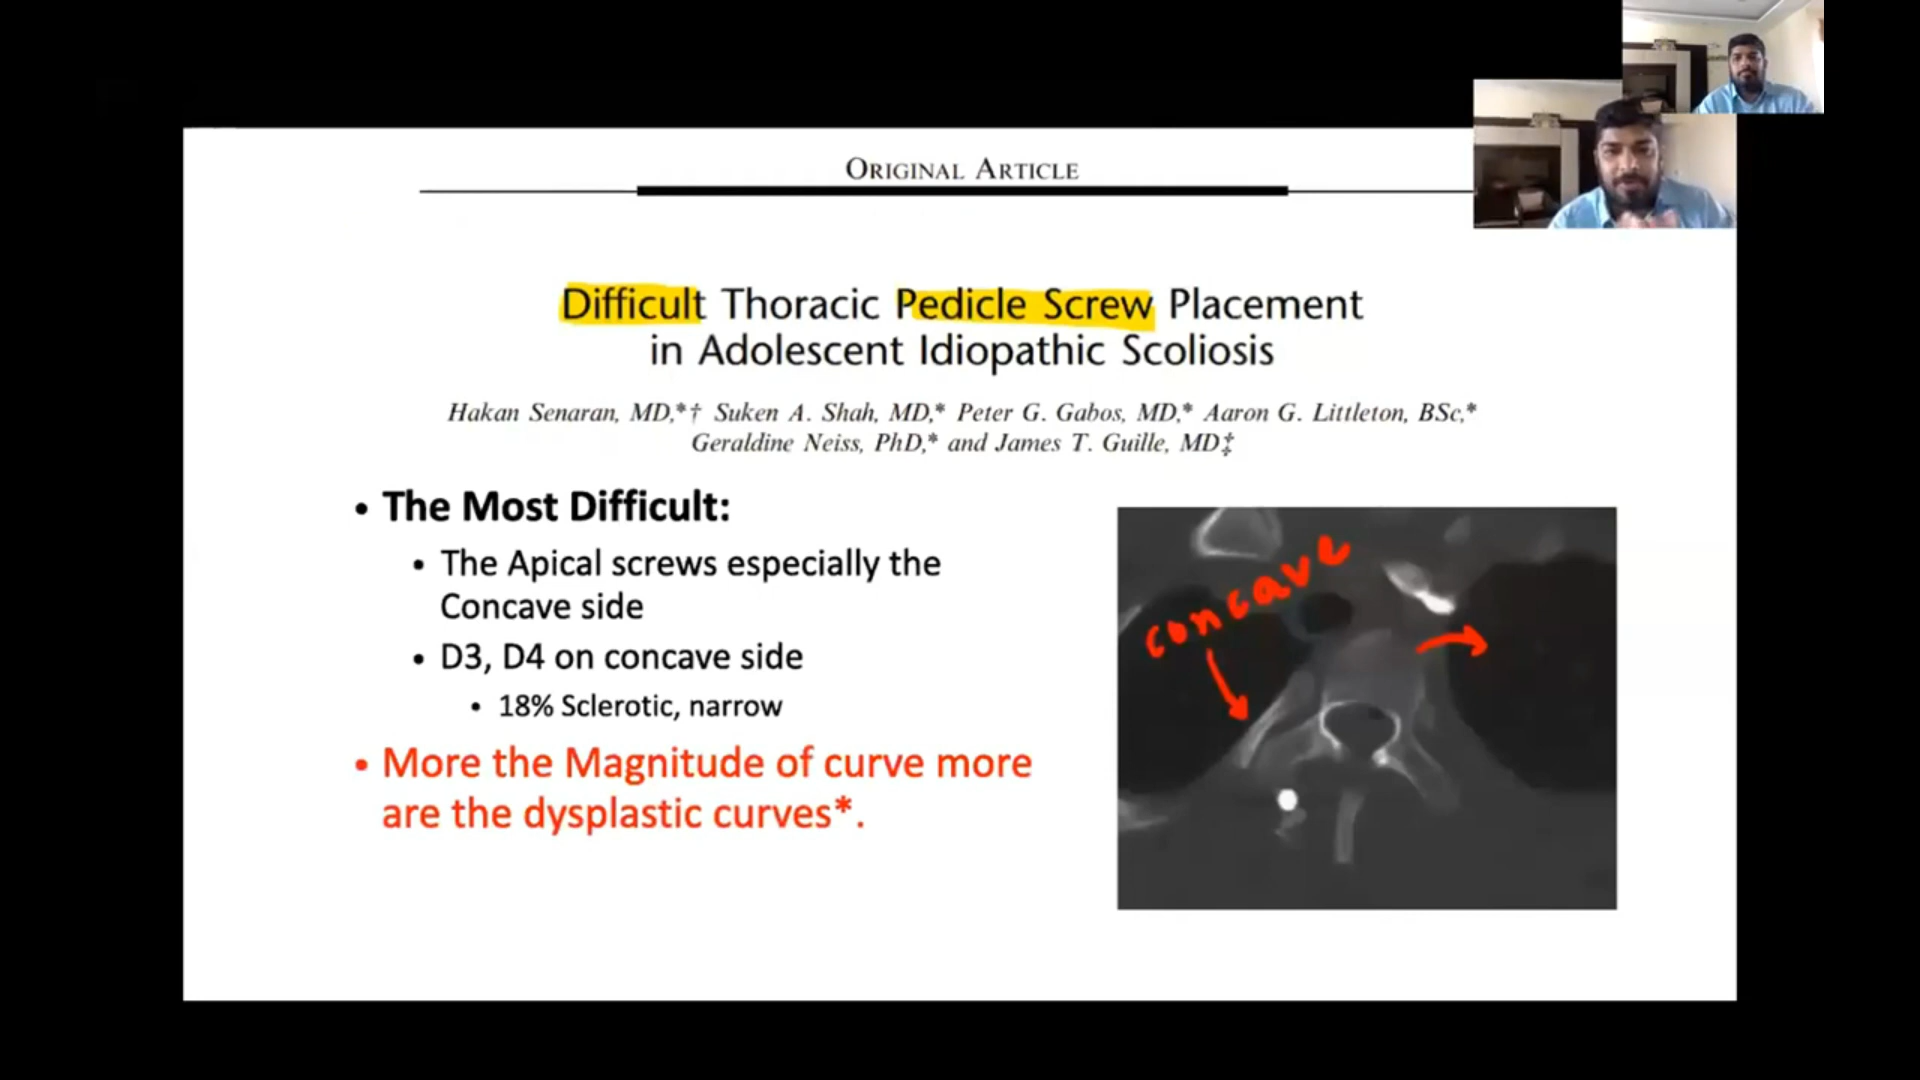 ORIGINAL ARTICLE
Difficult Thoracic Pedicle Screw Placement
in Adolescent Idiopathic Scoliosis
Hakan Senaran, MD,*† Suken A. Shah, MD,* Peter G. Gabos, MD,* Aaron G. Littleton, BSc,*
Geraldine Neiss, PhD,* and James T. Guille, MD‡
• The Most Difficult:
• The Apical screws especially the
Concave side
• D3, D4 on concave side
• 18% Sclerotic, narrow
• More the Magnitude of curve more
are the dysplastic curves*.
concave